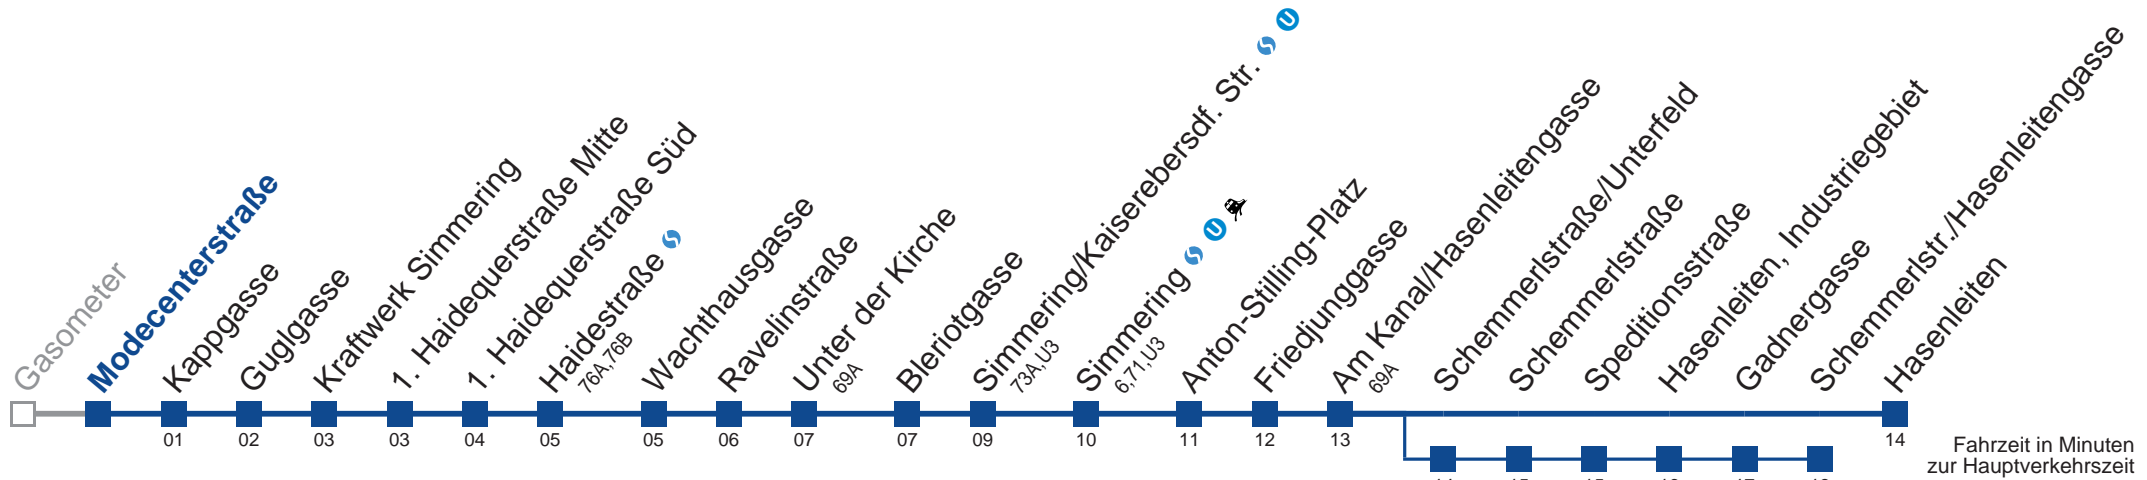 Gasometer
Modecenterstraße
Kappgasse
Guglgasse
Kraftwerk Simmering
1. Haidequerstraße Mitte
1. Haidequerstraße Süd
Haidestraße
76A,76B
Wachthausgasse
Ravelinstraße
Unter der Kirche
69A
Bleriotgasse
Simmering/Kaiserebersdf. Str. U
73A,U3
Simmering U
6,71,U3
Anton-Stilling-Platz
Friedjunggasse
Am Kanal/Hasenleitengasse
69A
Schemmerlstraße/Unterfeld
Schemmerlstraße
Speditionsstraße
Hasenleiten, Industriegebiet
Gadnergasse
Schemmerlstr./Hasenleitengasse
Hasenleiten
01 02 03 03 04 05 05 06 07 07 09 10 11 12 13 14
Fahrzeit in Minuten
zur Hauptverkehrszeit